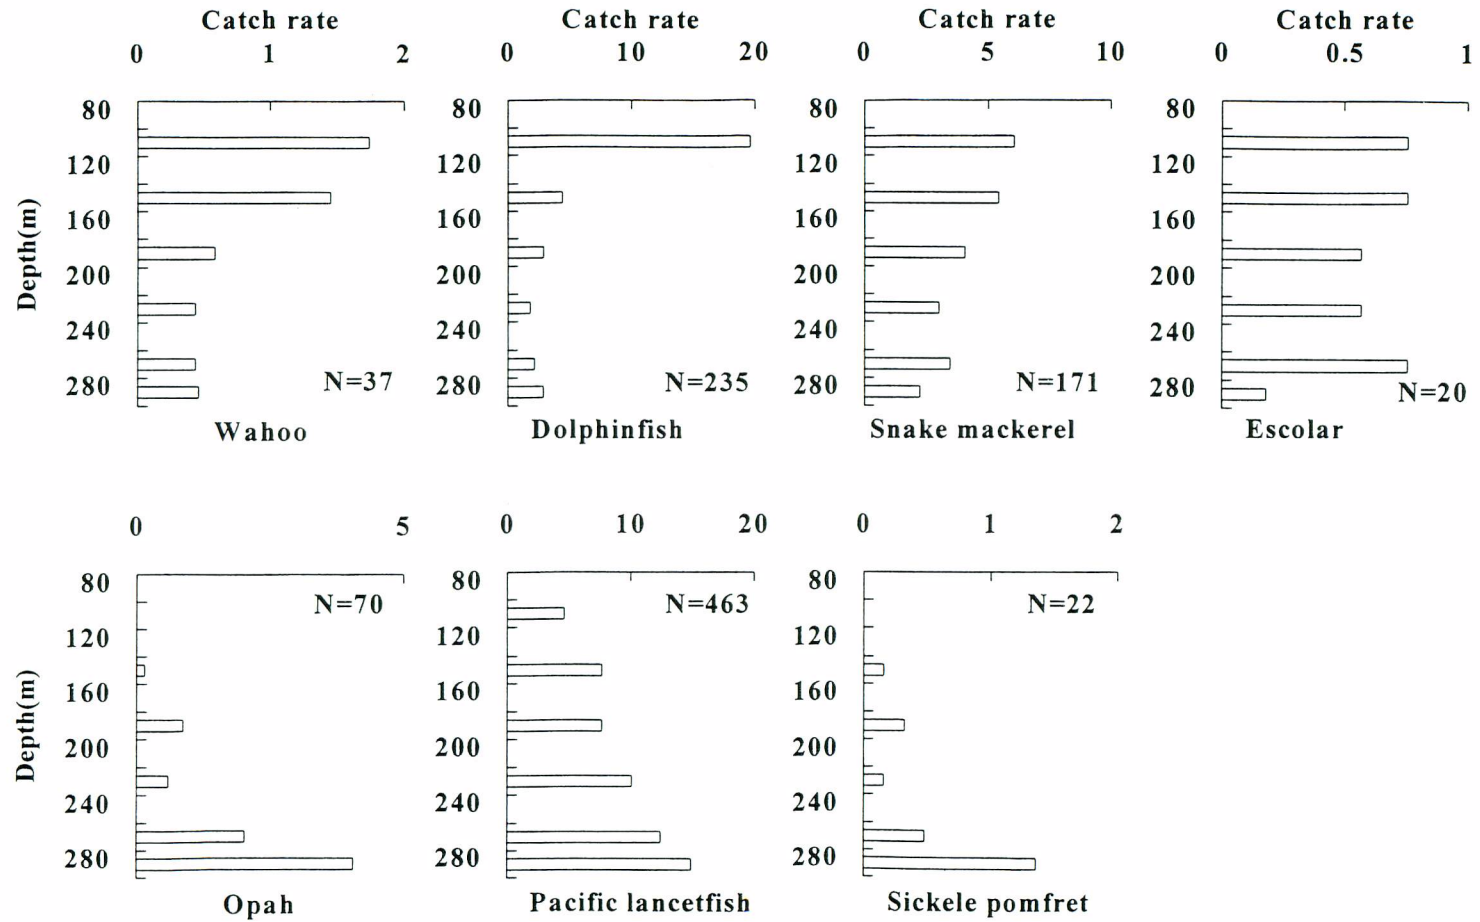 Catch rate Catch rate Catch rate Catch rate
0 1 2 0 10 20 0 5 10 0 0.5 1
80 80 80 80
120 120 120 120
160 160 160 160
Depth(m)
200 200 200 200
240 240 240 240
280 N=37 280 N=235 280 N=171 280 N=20
Wahoo Dolphinfish Snake mackerel Escolar
0 5 0 10 20 0 1 2
80 N=70 80 N=463 80 N=22
120 120 120
160 160 160
Depth(m)
200 200 200
240 240 240
280 280 280
Opah Pacific lancetfish Sickele pomfret